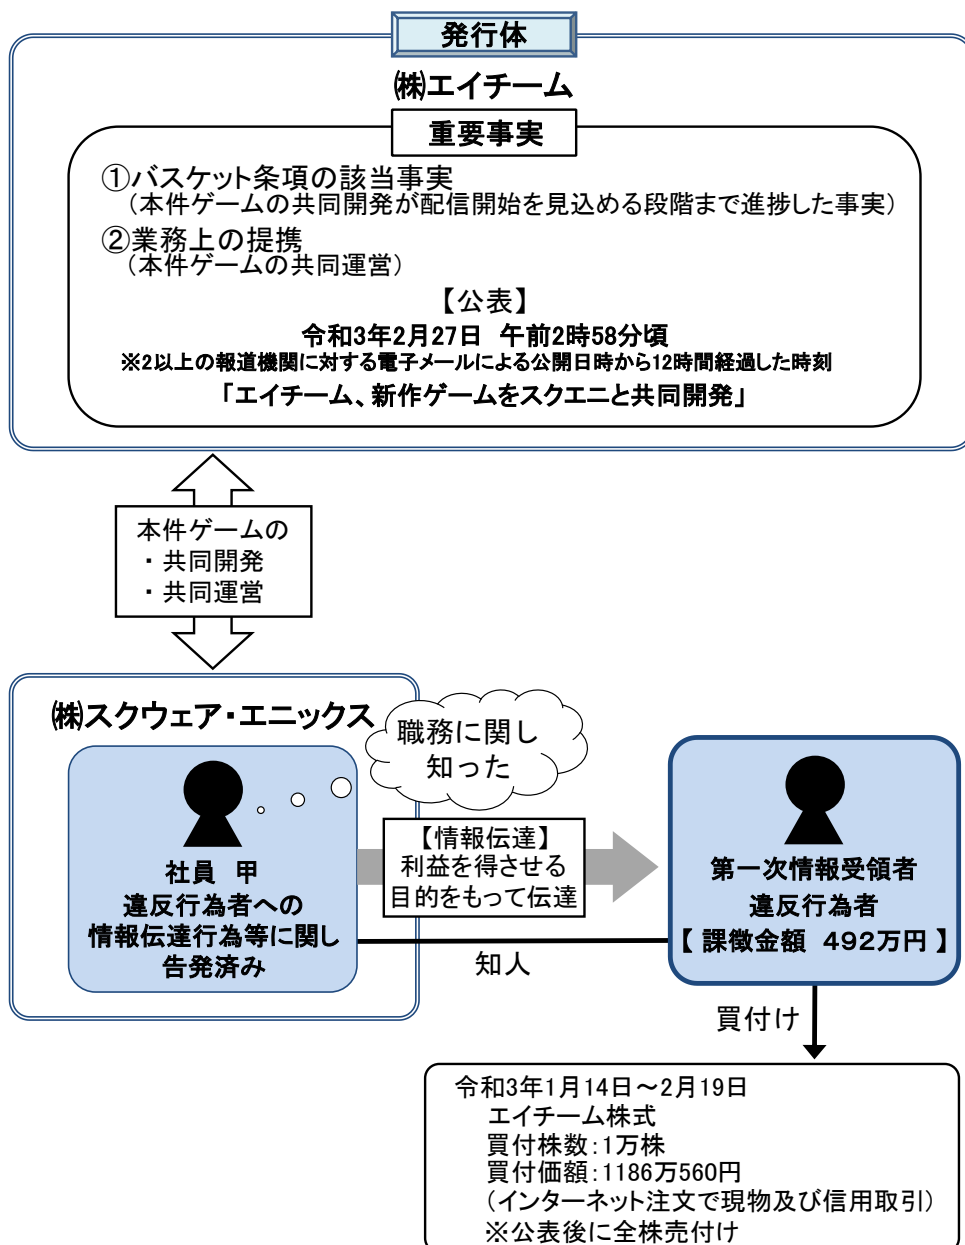 発行体
㈱エイチーム
重要事実
①バスケット条項の該当事実
（本件ゲームの共同開発が配信開始を見込める段階まで進捗した事実）
②業務上の提携
（本件ゲームの共同運営）
【公表】
令和3年2月27日　午前2時58分頃
※2以上の報道機関に対する電子メールによる公開日時から12時間経過した時刻
「エイチーム、新作ゲームをスクエニと共同開発」
本件ゲームの
・共同開発
・共同運営
㈱スクウェア・エニックス
職務に関し
知った
社員　甲
違反行為者への
情報伝達行為等に関し
告発済み
【情報伝達】
利益を得させる
目的をもって伝達
知人
第一次情報受領者
違反行為者
【 課徴金額　492万円 】
買付け
令和3年1月14日～2月19日
エイチーム株式
買付株数：1万株
買付価額：1186万560円
（インターネット注文で現物及び信用取引）
※公表後に全株売付け